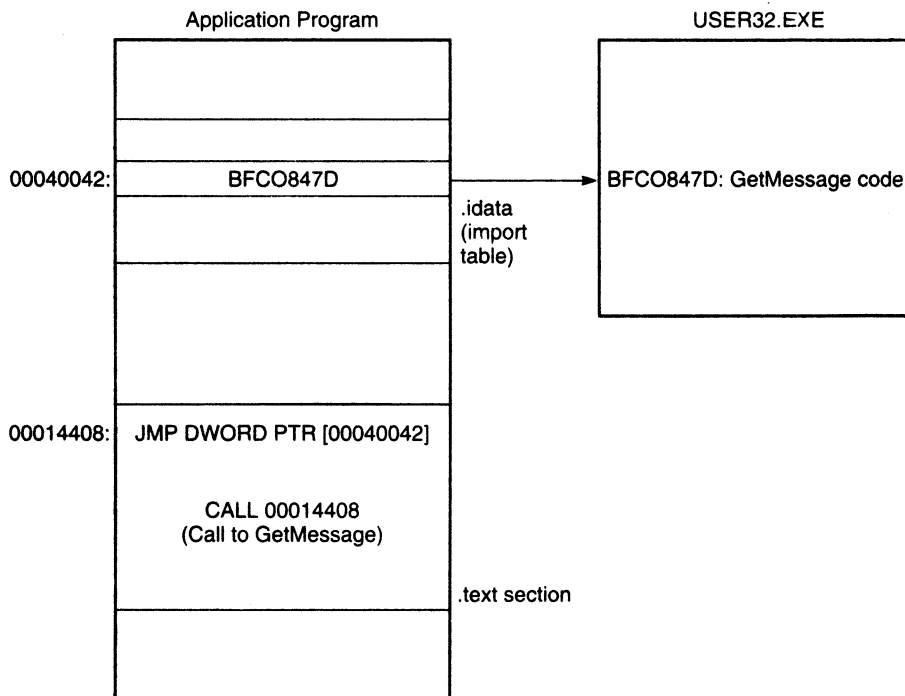 Application Program
USER32.EXE
00040042:
BFCO847D
BFCO847D: GetMessage code
.idata
(import
table)
00014408:
JMP DWORD PTR [00040042]
CALL 00014408
(Call to GetMessage)
.text section